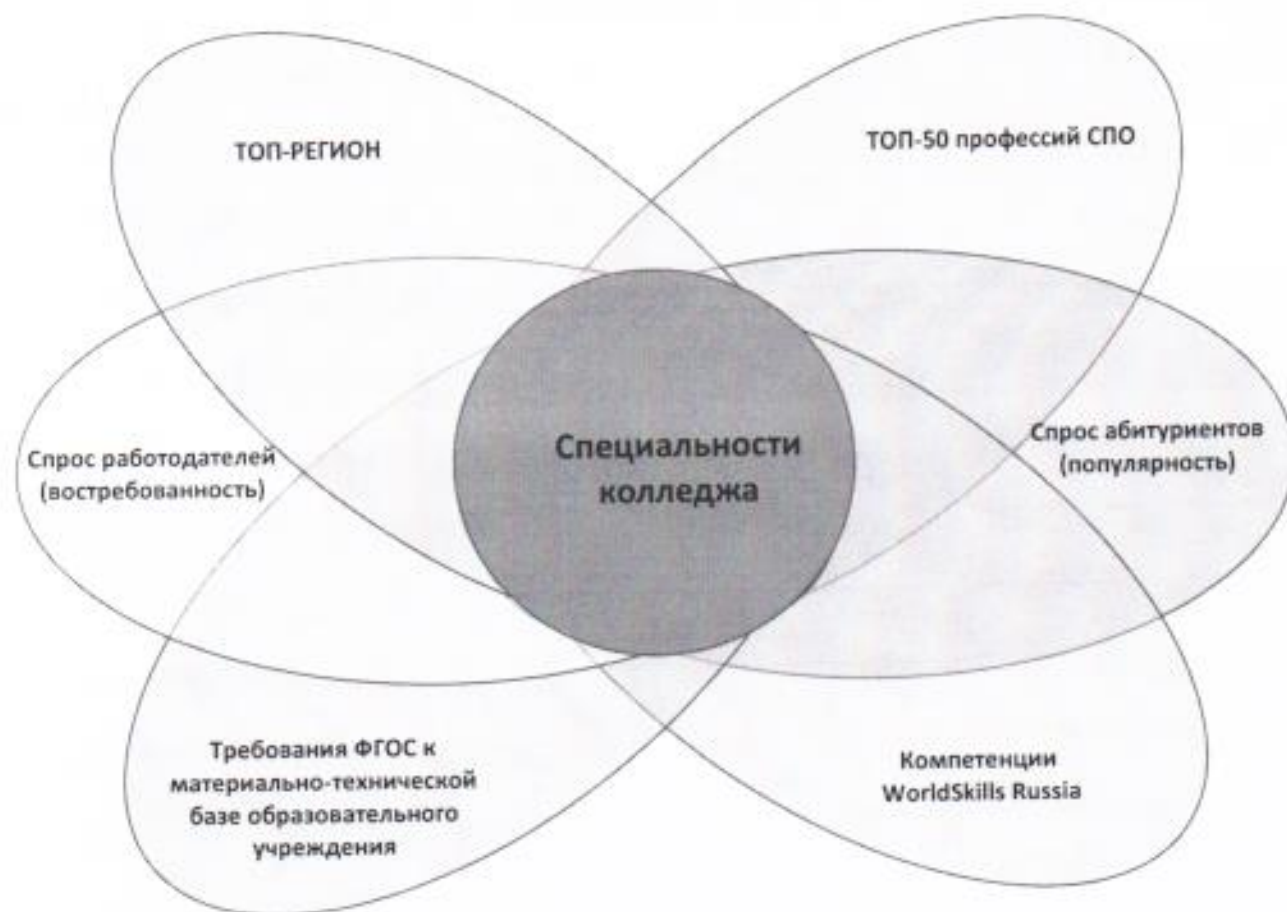 ТОП-РЕГИОН
ТОП-50 профессий СПО
Спрос работодателей
(востребованность)
Специальности
колледжа
Спрос абитуриентов
(популярность)
Требования ФГОС к
материально-технической
базе образовательного
учреждения
Компетенции
WorldSkills Russia